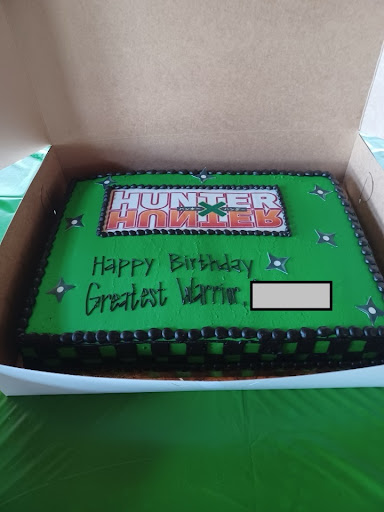 HUNTER
X
HUNTER
Happy Birthday
Greatest Warrior,